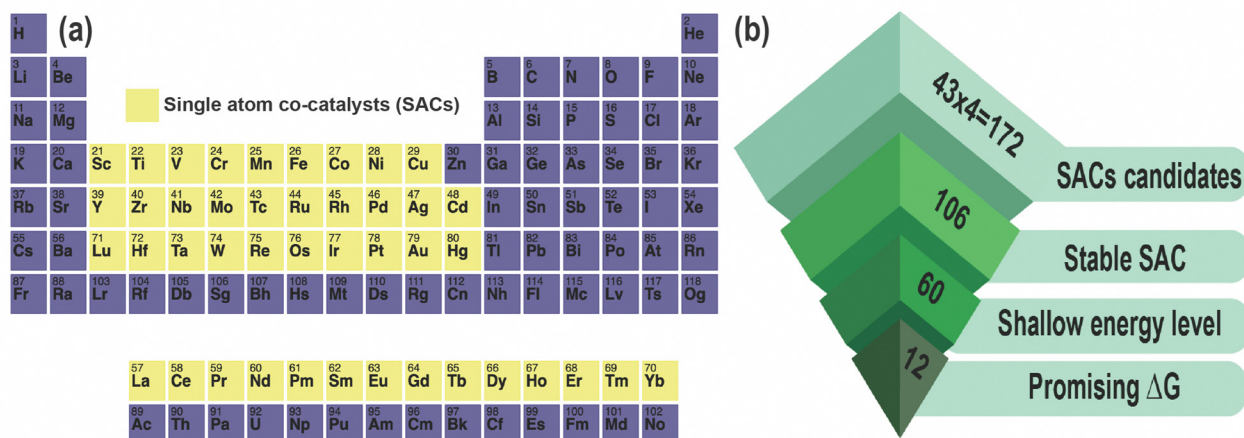 (a)
1 2
H He
3 4 5 6 7 8 9 10
Li Be B C N O F Ne
11 12 13 14 15 16 17 18
Na Mg Al Si P S Cl Ar
Single atom co-catalysts (SACs)
19 20 21 22 23 24 25 26 27 28 29 30 31 32 33 34 35 36
K Ca Sc Ti V Cr Mn Fe Co Ni Cu Zn Ga Ge As Se Br Kr
37 38 39 40 41 42 43 44 45 46 47 48 49 50 51 52 53 54
Rb Sr Y Zr Nb Mo Tc Ru Rh Pd Ag Cd In Sn Sb Te I Xe
55 56 71 72 73 74 75 76 77 78 79 80 81 82 83 84 85 86
Cs Ba Lu Hf Ta W Re Os Ir Pt Au Hg Tl Pb Bi Po At Rn
87 88 103 104 105 106 107 108 109 110 111 112 113 114 115 116 117 118
Fr Ra Lr Rf Db Sg Bh Hs Mt Ds Rg Cn Nh Fl Mc Lv Ts Og
57 58 59 60 61 62 63 64 65 66 67 68 69 70
La Ce Pr Nd Pm Sm Eu Gd Tb Dy Ho Er Tm Yb
89 90 91 92 93 94 95 96 97 98 99 100 101 102
Ac Th Pa U Np Pu Am Cm Bk Cf Es Fm Md No
(b)
43x4=172
SACs candidates
106
Stable SAC
60
Shallow energy level
12
Promising ΔG